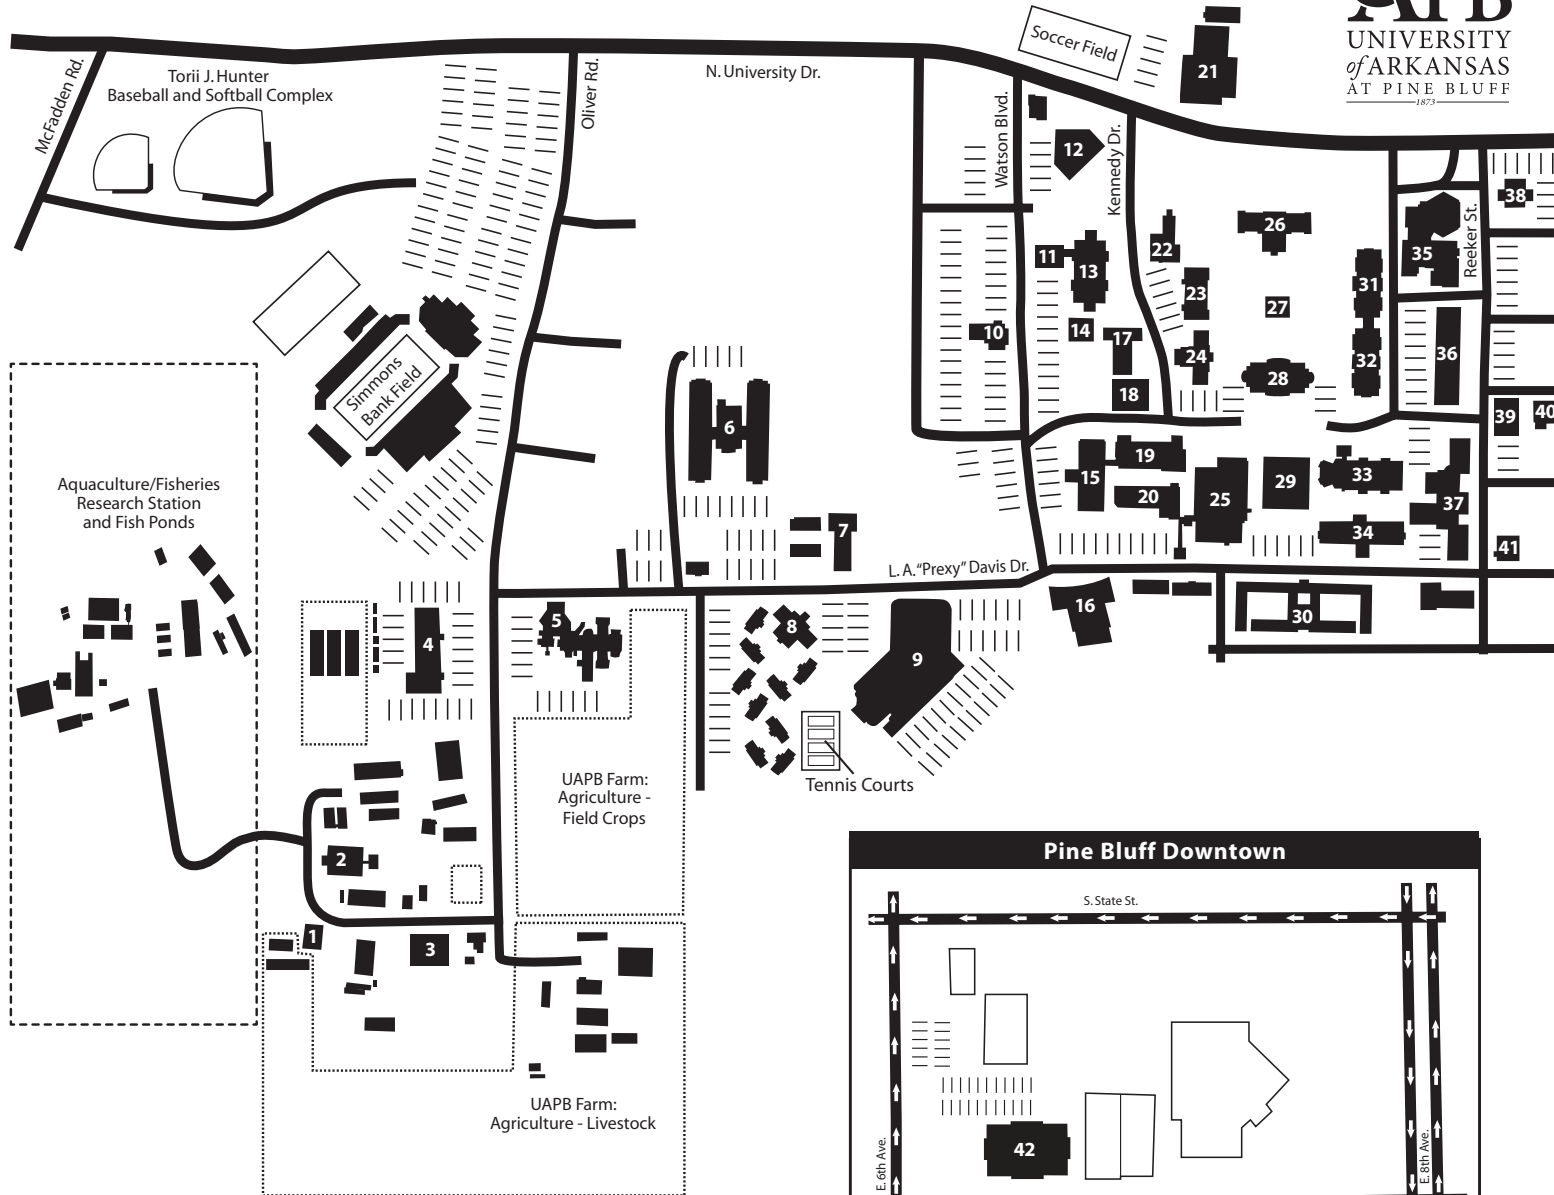 UAPB
UNIVERSITY
of ARKANSAS
AT PINE BLUFF
1873
Soccer Field
21
McFadden Rd.
Torii J. Hunter
Baseball and Softball Complex
Oliver Rd.
N. University Dr.
Watson Blvd.
12
Kennedy Dr.
38
22
26
Reeker St.
35
11
13
23
27
31
10
14
17
24
28
32
36
18
39
40
Simmons
Bank Field
6
15
19
20
25
29
33
34
37
41
Aquaculture/Fisheries
Research Station
and Fish Ponds
7
L. A. “Prexy” Davis Dr.
16
30
4
5
8
9
Tennis Courts
UAPB Farm:
Agriculture -
Field Crops
2
1
3
UAPB Farm:
Agriculture - Livestock
Pine Bluff Downtown
S. State St.
E. 6th Ave.
42
E. 8th Ave.